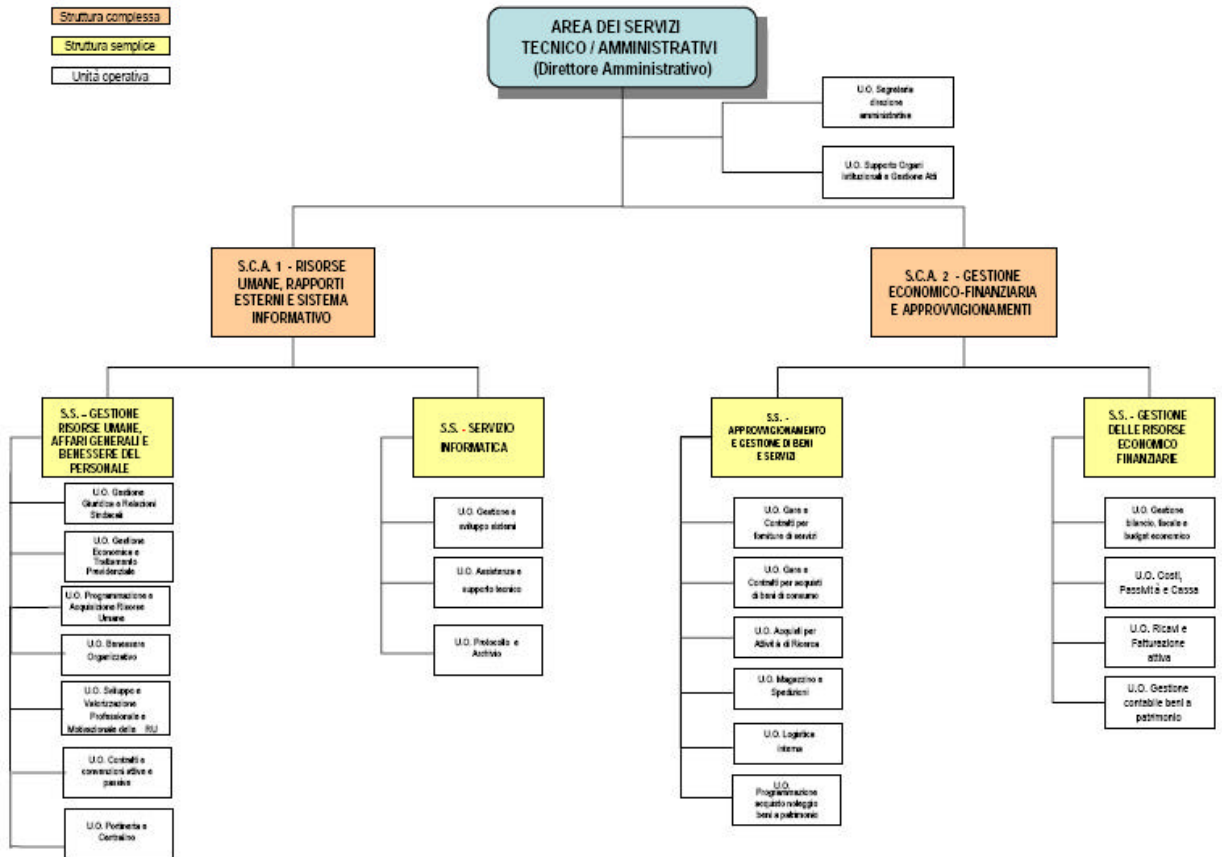 Struttura complessa
Struttura semplice
Unità operativa
AREA DEI SERVIZI
TECNICO / AMMINISTRATIVI
(Direttore Amministrativo)
U.O. Segreteria
direzione
amministrativa
U.O. Supporto Organi
istituzionali e Gestione Atti
S.C.A. 1 - RISORSE
UMANE, RAPPORTI
ESTERNI E SISTEMA
INFORMATIVO
S.C.A. 2 - GESTIONE
ECONOMICO-FINANZIARIA
E APPROVVIGIONAMENTI
S.S. – GESTIONE
RISORSE UMANE,
AFFARI GENERALI E
BENESSERE DEL
PERSONALE
U.O. Gestione
Giuridica e Relazioni
Sindacali
U.O. Gestione
Economica e
Trattamento
Previdenziale
U.O. Programmazione e
Acquisizione Risorse
Umane
U.O. Benessere
Organizzativo
U.O. Sviluppo e
Valorizzazione
Professionale e
Motivazionale delle RU
U.O. Contratti e
convenzioni attive e
passive
U.O. Portineria e
Centralino
S.S. - SERVIZIO
INFORMATICA
U.O. Gestione e
sviluppo sistemi
U.O. Assistenza e
supporto tecnico
U.O. Protocollo e
Archivio
S.S. -
APPROVVIGIONAMENTO
E GESTIONE DI BENI
E SERVIZI
U.O. Gare e
Contratti per
forniture di servizi
U.O. Gare e
Contratti per acquisti
di beni di consumo
U.O. Acquisti per
Attività di Ricerca
U.O. Magazzino e
Spedizioni
U.O. Logistica
Interna
U.O.
Programmazione
acquisto noleggio
beni a patrimonio
S.S. - GESTIONE
DELLE RISORSE
ECONOMICO
FINANZIARIE
U.O. Gestione
bilancio, fiscale e
budget economico
U.O. Costi,
Passività e Cassa
U.O. Ricavi e
Fatturazione
attiva
U.O. Gestione
contabile beni a
patrimonio